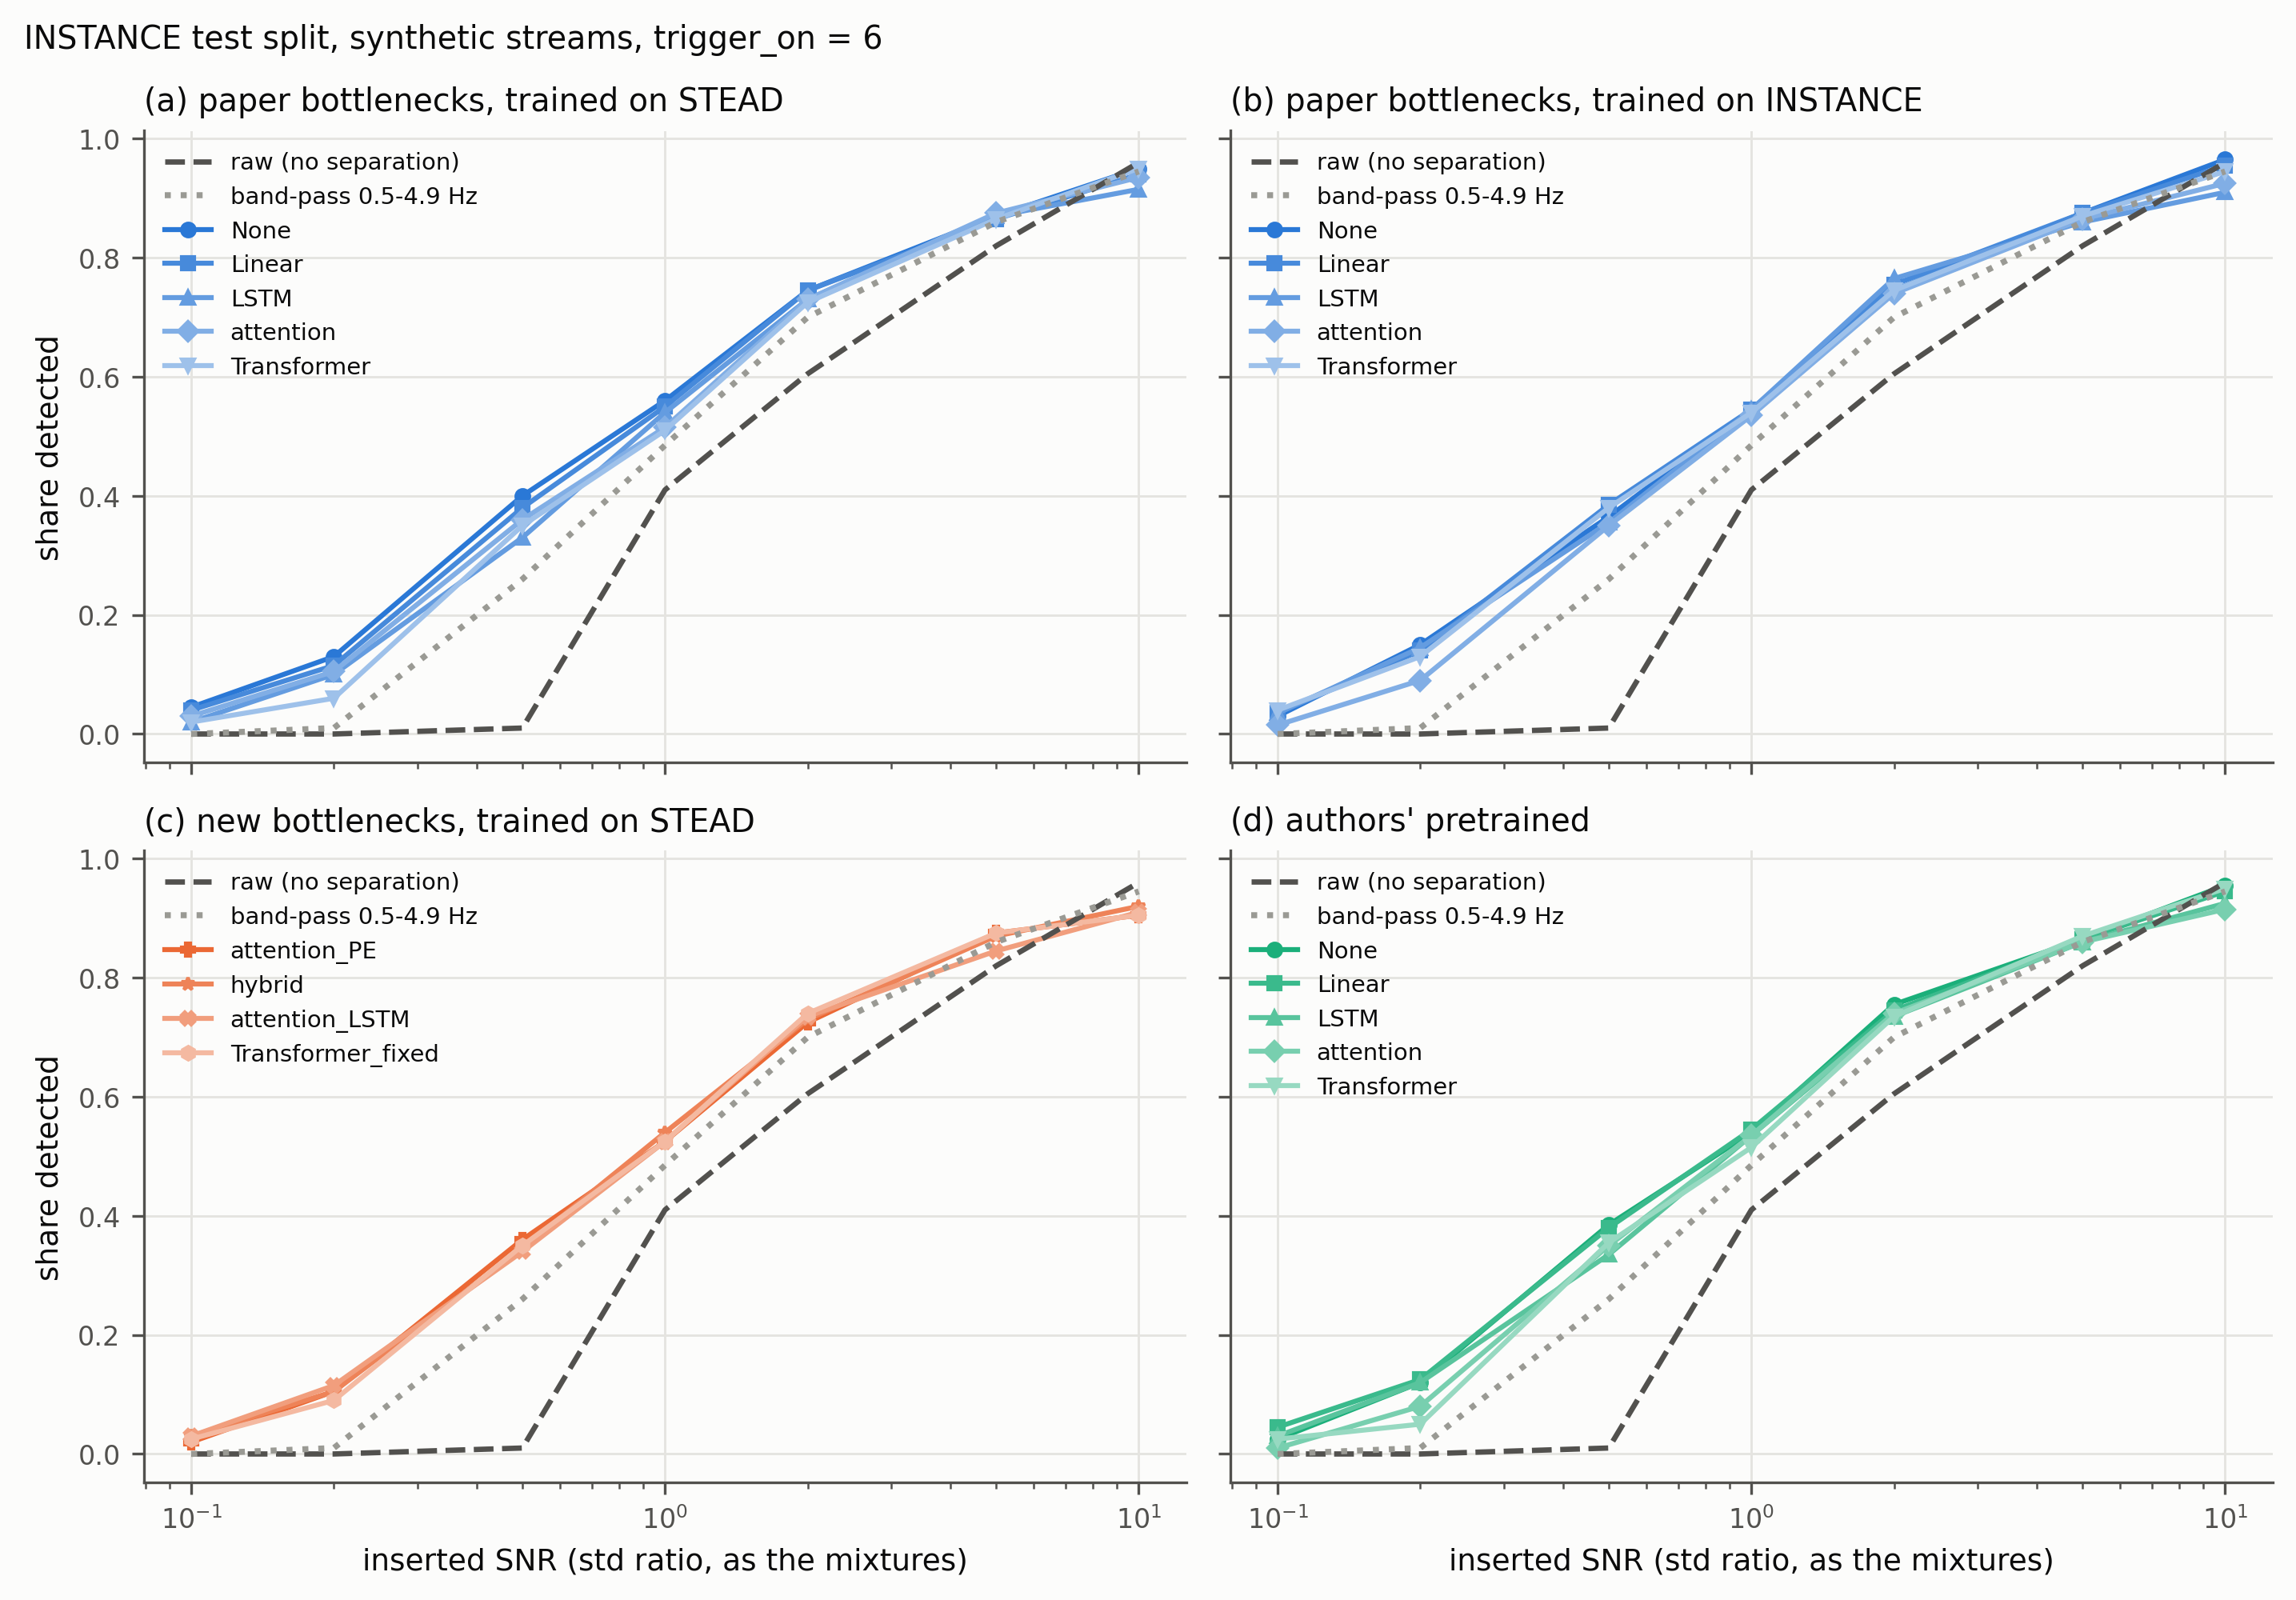 INSTANCE test split, synthetic streams, trigger_on = 6
(a) paper bottlenecks, trained on STEAD
1.0
0.8
0.6
0.4
0.2
0.0
share detected
raw (no separation)
band-pass 0.5-4.9 Hz
None
Linear
LSTM
attention
Transformer
(b) paper bottlenecks, trained on INSTANCE
raw (no separation)
band-pass 0.5-4.9 Hz
None
Linear
LSTM
attention
Transformer
(c) new bottlenecks, trained on STEAD
1.0
0.8
0.6
0.4
0.2
0.0
share detected
raw (no separation)
band-pass 0.5-4.9 Hz
attention_PE
hybrid
attention_LSTM
Transformer_fixed
10⁻¹ 10⁰ 10¹
inserted SNR (std ratio, as the mixtures)
(d) authors' pretrained
raw (no separation)
band-pass 0.5-4.9 Hz
None
Linear
LSTM
attention
Transformer
10⁻¹ 10⁰ 10¹
inserted SNR (std ratio, as the mixtures)